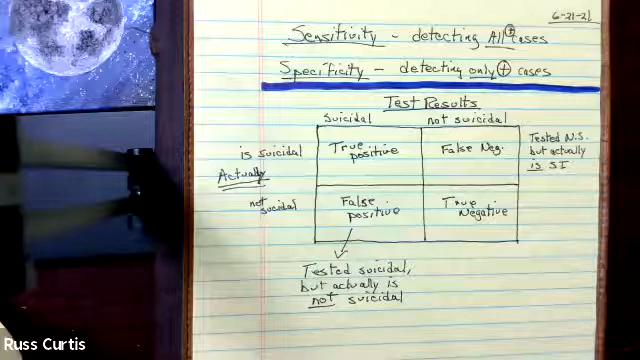 6-21-21
Sensitivity - detecting All ⊕ cases
Specificity - detecting only ⊕ cases
Test Results
suicidal
not suicidal
is suicidal
Actually
not suicidal
True positive
False Neg.
False positive
True Negative
Tested N.S.
but actually
is SI
Tested suicidal,
but actually is
not suicidal
Russ Curtis